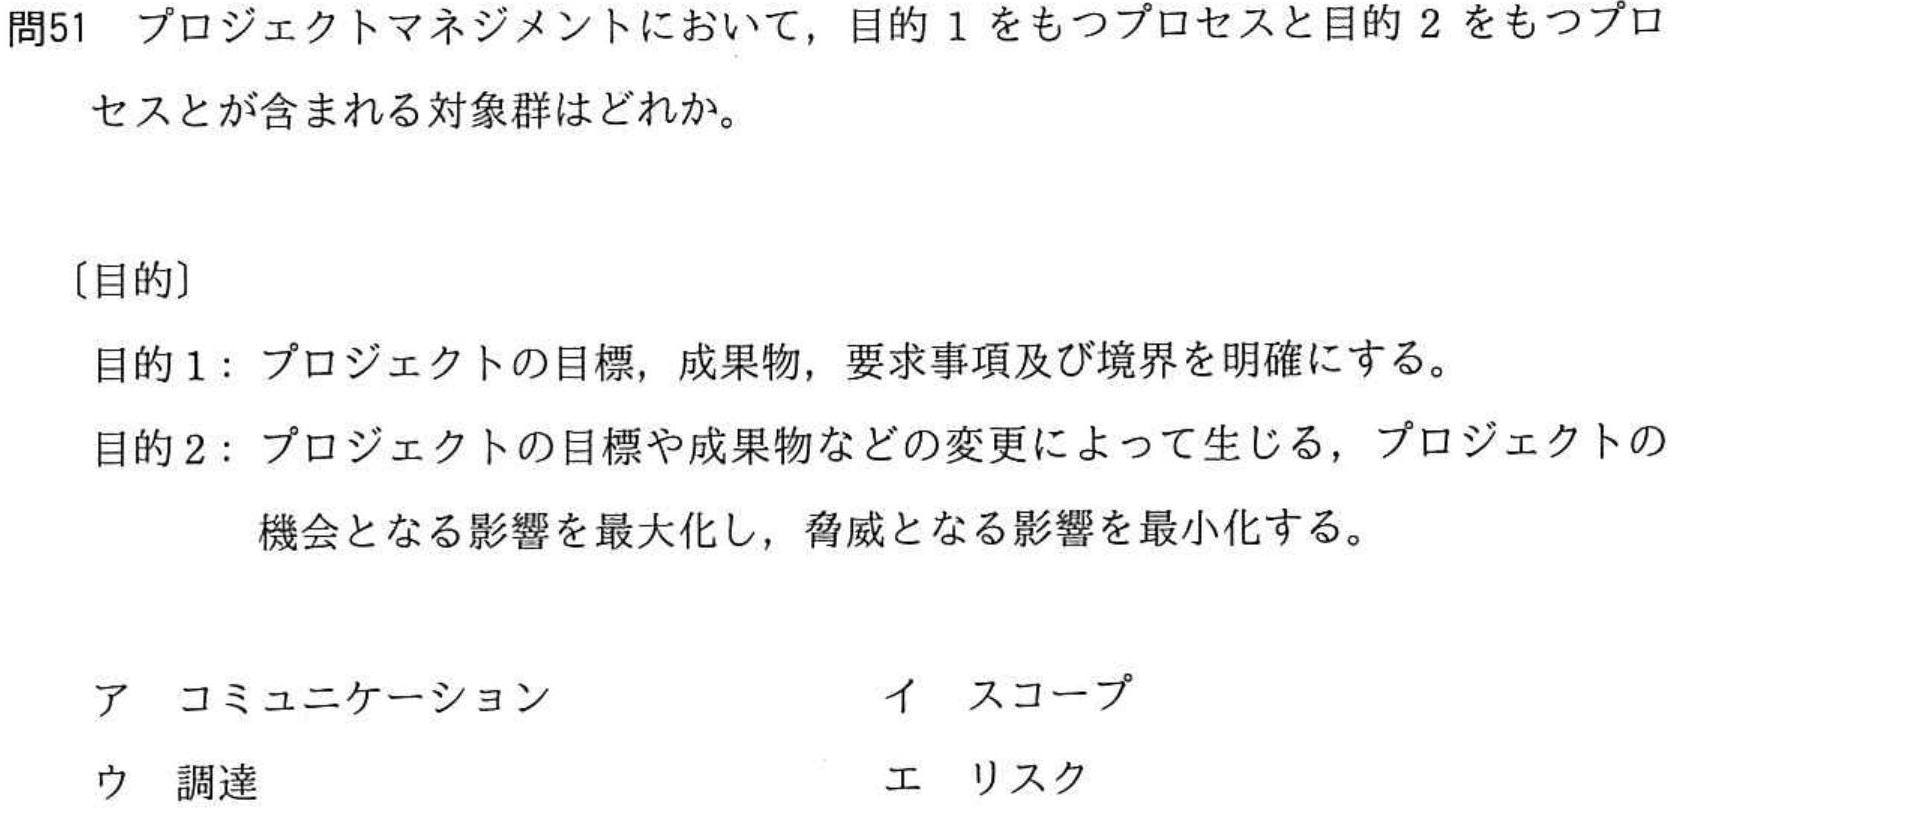 問51 プロジェクトマネジメントにおいて，目的 1 をもつプロセスと目的 2 をもつプロ
セスとが含まれる対象群はどれか。
〔目的〕
目的 1： プロジェクトの目標，成果物，要求事項及び境界を明確にする。
目的 2： プロジェクトの目標や成果物などの変更によって生じる，プロジェクトの
機会となる影響を最大化し，脅威となる影響を最小化する。
ア コミュニケーション イ スコープ
ウ 調達 エ リスク